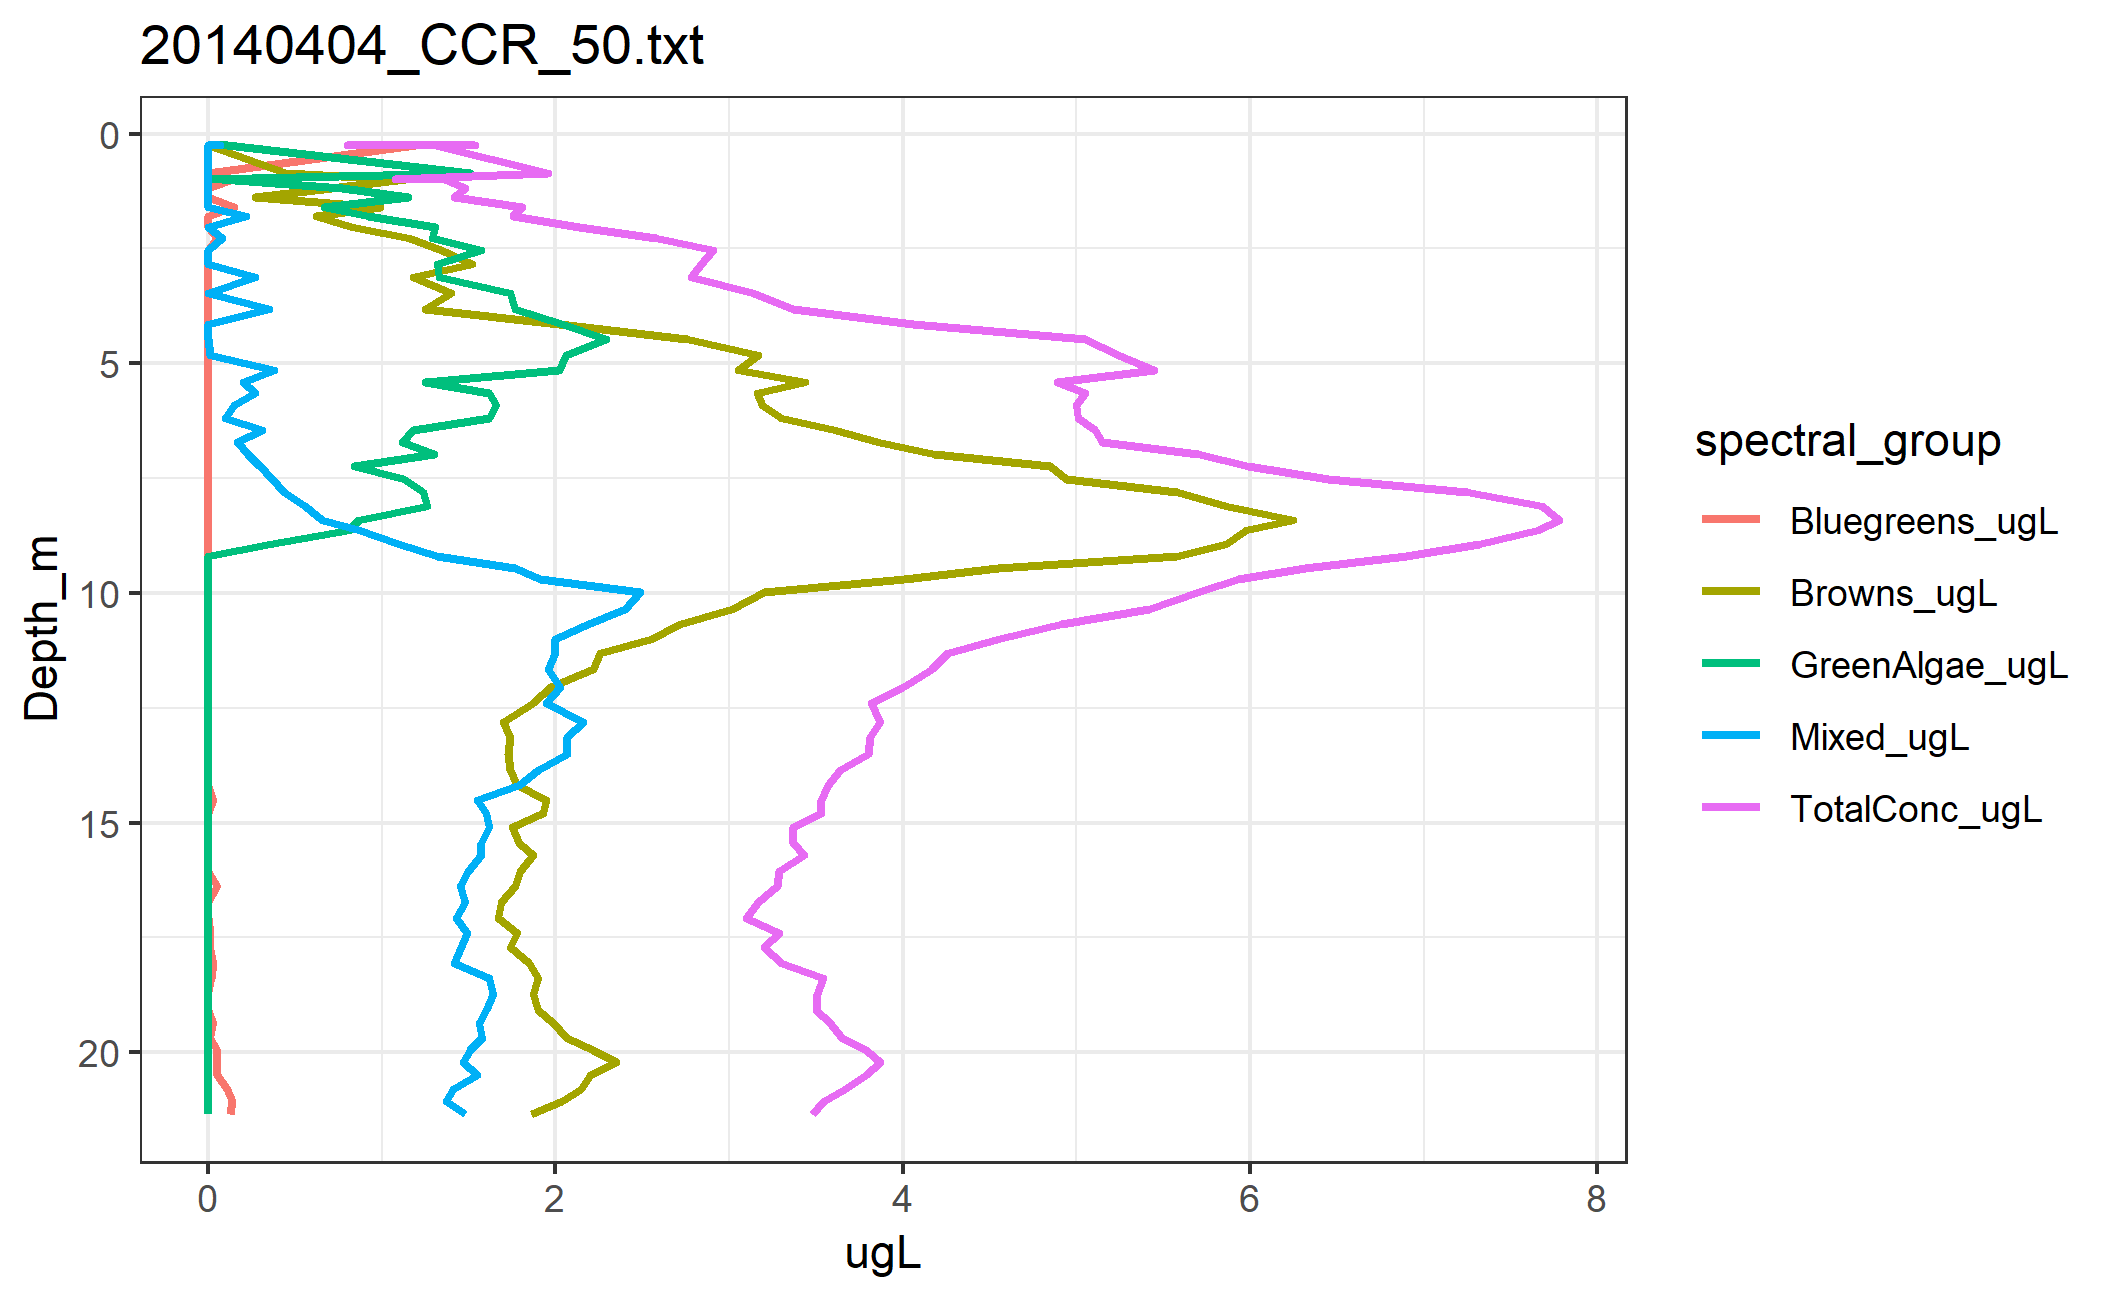 20140404_CCR_50.txt
0
5
10
15
20
Depth_m
0 2 4 6 8
ugL
spectral_group
Bluegreens_ugL
Browns_ugL
GreenAlgae_ugL
Mixed_ugL
TotalConc_ugL